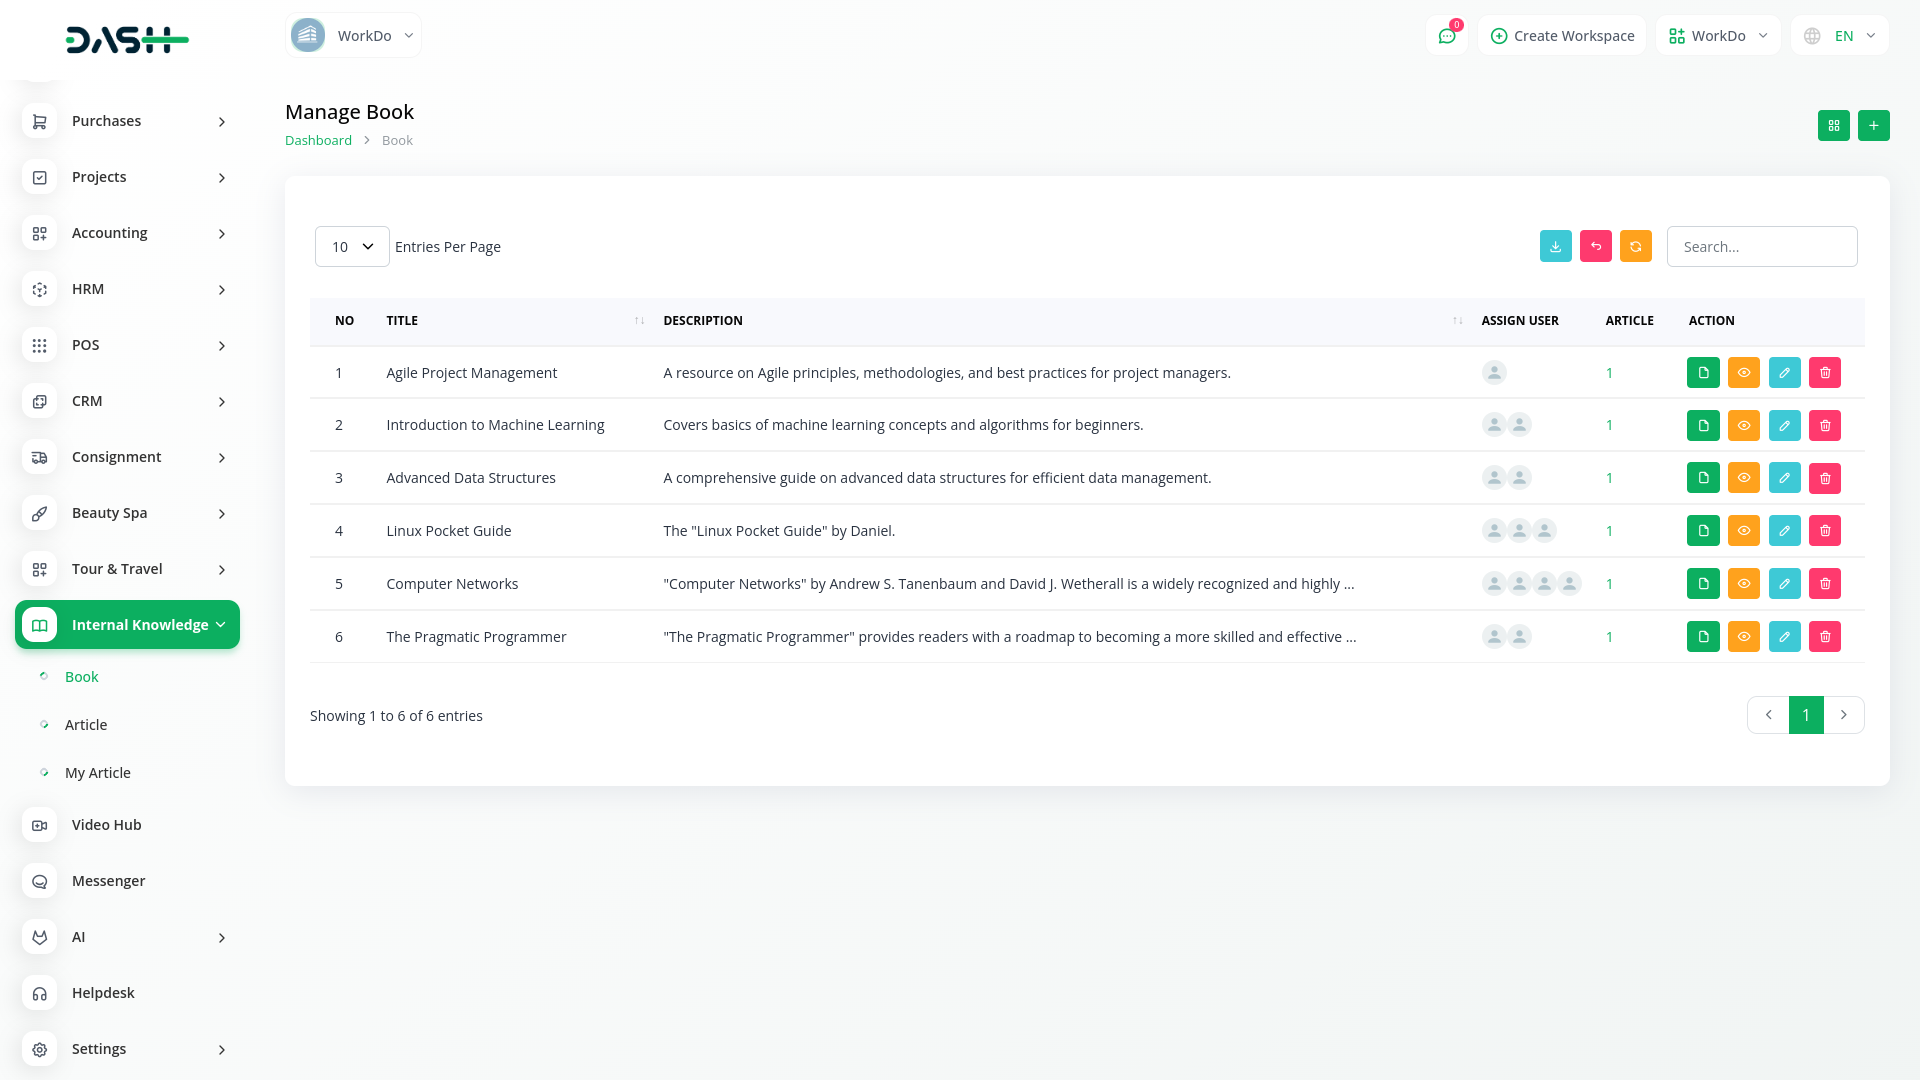 DASH
WorkDo
0
Create Workspace
WorkDo
EN
Purchases
Projects
Accounting
HRM
POS
CRM
Consignment
Beauty Spa
Tour & Travel
Internal Knowledge
Book
Article
My Article
Video Hub
Messenger
AI
Helpdesk
Settings
Manage Book
Dashboard > Book
10 Entries Per Page
Search...
NO TITLE DESCRIPTION ASSIGN USER ARTICLE ACTION
1 Agile Project Management A resource on Agile principles, methodologies, and best practices for project managers. 1
2 Introduction to Machine Learning Covers basics of machine learning concepts and algorithms for beginners. 1
3 Advanced Data Structures A comprehensive guide on advanced data structures for efficient data management. 1
4 Linux Pocket Guide The "Linux Pocket Guide" by Daniel. 1
5 Computer Networks "Computer Networks" by Andrew S. Tanenbaum and David J. Wetherall is a widely recognized and highly ... 1
6 The Pragmatic Programmer "The Pragmatic Programmer" provides readers with a roadmap to becoming a more skilled and effective ... 1
Showing 1 to 6 of 6 entries
1